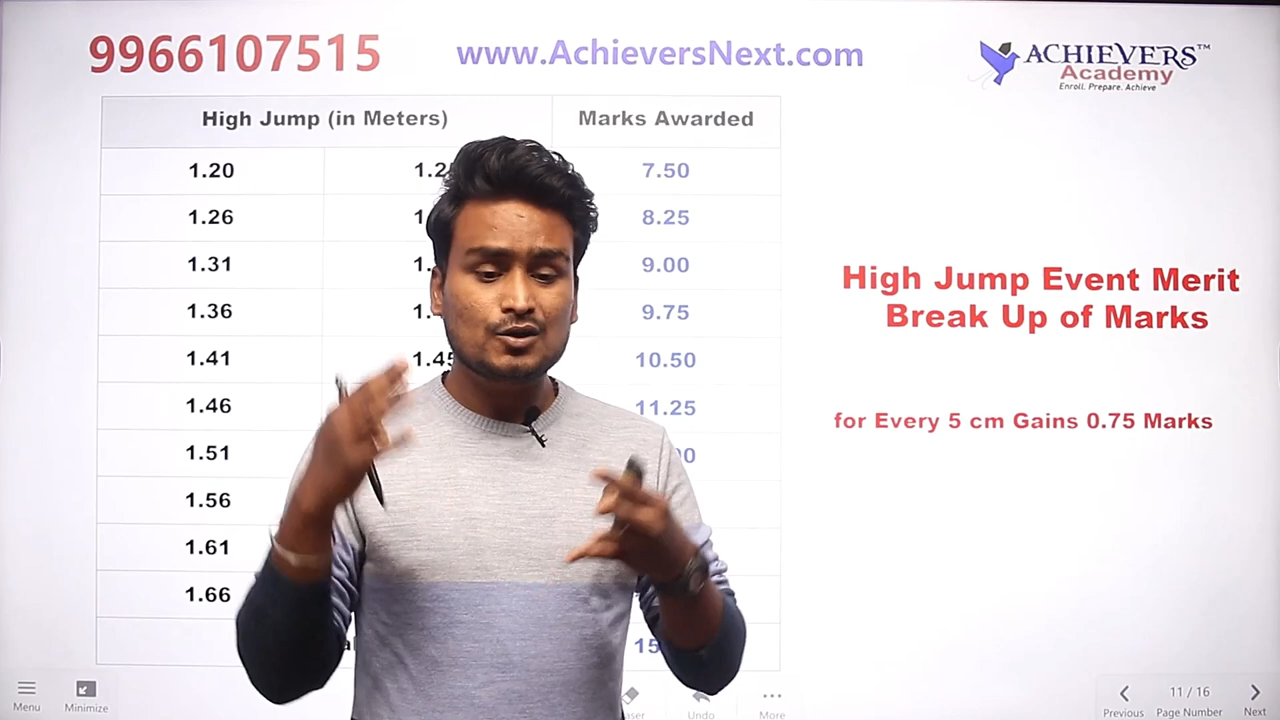 9966107515 www.AchieversNext.com ACHIEVERS™
Academy
Enroll. Prepare. Achieve
High Jump (in Meters) Marks Awarded
1.20 7.50
1.26 8.25
1.31 9.00
1.36 9.75
1.41 1.45 10.50
1.46 11.25
1.51
1.56
1.61
1.66
High Jump Event Merit
Break Up of Marks
for Every 5 cm Gains 0.75 Marks
Menu Minimize Undo More Previous 11 / 16 Page Number Next